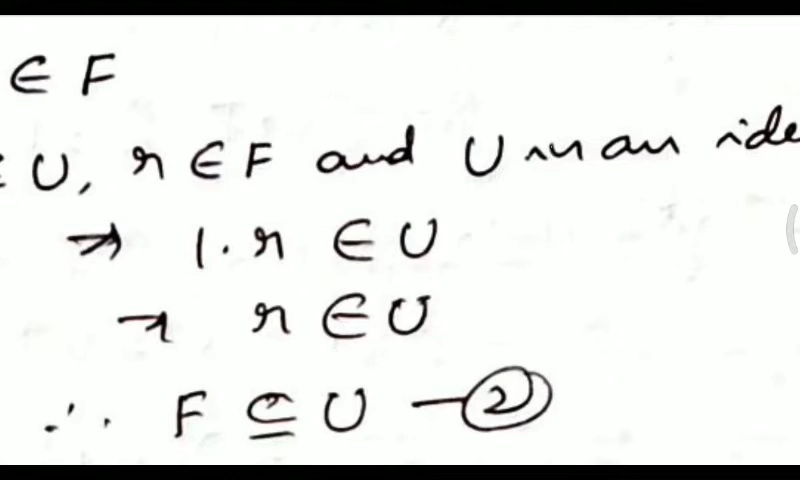 ∈ F
∈ U, r ∈ F and U is an ide
→ 1. r ∈ U
→ r ∈ U
∴ F ⊆ U — ②